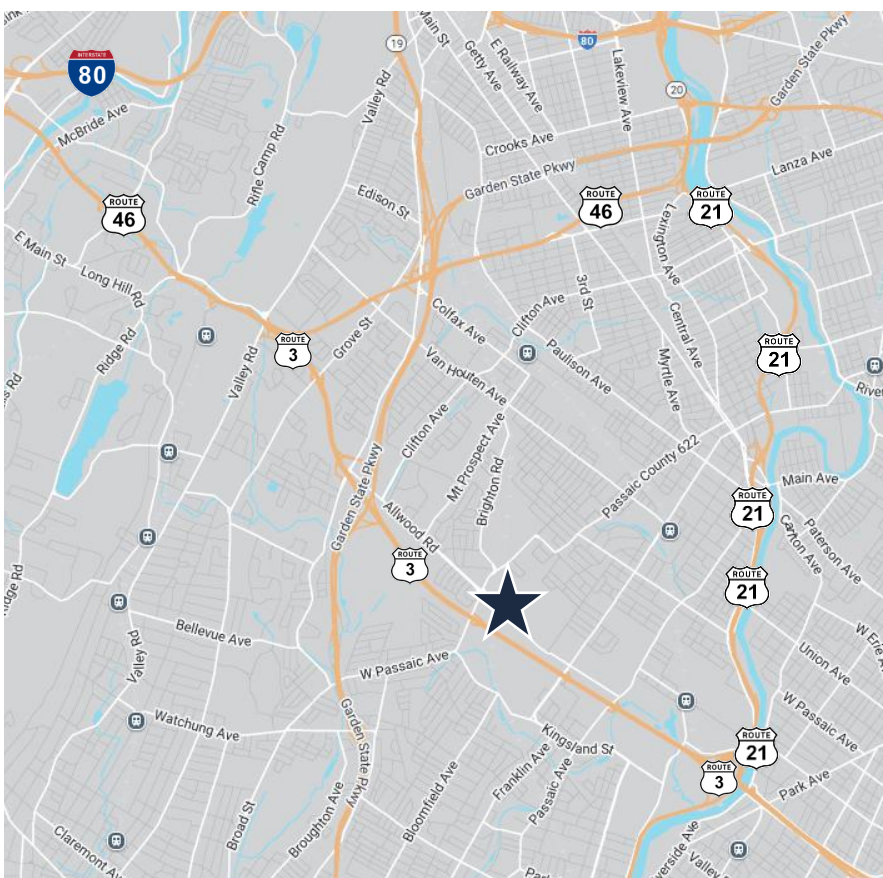 Main St
19
Getty Ave
E Railway Ave
Lakeview Ave
80
Garden State Pkwy
INTERSTATE
80
20
McBride Ave
Valley Rd
Rifle Camp Rd
Crooks Ave
Lanza Ave
Garden State Pkwy
Edison St
ROUTE
46
ROUTE
46
ROUTE
21
E Main St
Lexington Ave
Long Hill Rd
3rd St
Clifton Ave
Colfax Ave
Central Ave
Ridge Rd
Grove St
ROUTE
3
ROUTE
21
Valley Rd
Paulison Ave
Van Houten Ave
Myrtle Ave
Clifton Ave
Mt Prospect Ave
Brighton Rd
Passaic County 622
Main Ave
Garden State Pkwy
Allwood Rd
ROUTE
21
Carlton Ave
Paterson Ave
ROUTE
3
ROUTE
21
Bellevue Ave
Valley Rd
W Passaic Ave
Union Ave
Watchung Ave
W Passaic Ave
Garden State Pkwy
Kingsland St
ROUTE
21
Franklin Ave
Passaic Ave
ROUTE
3
Park Ave
Bloomfield Ave
Broughton Ave
Broad St
Claremont Av
Valley